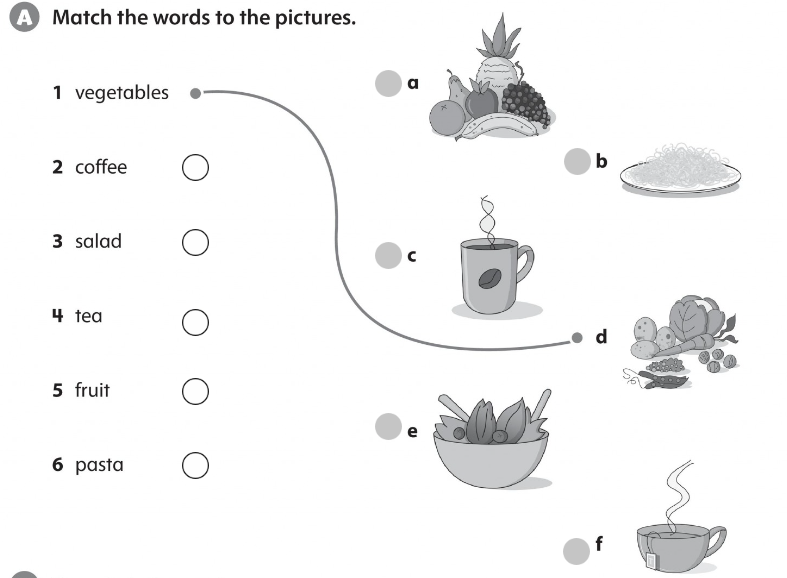 A Match the words to the pictures.
1 vegetables
2 coffee
3 salad
4 tea
5 fruit
6 pasta
a
b
c
d
e
f